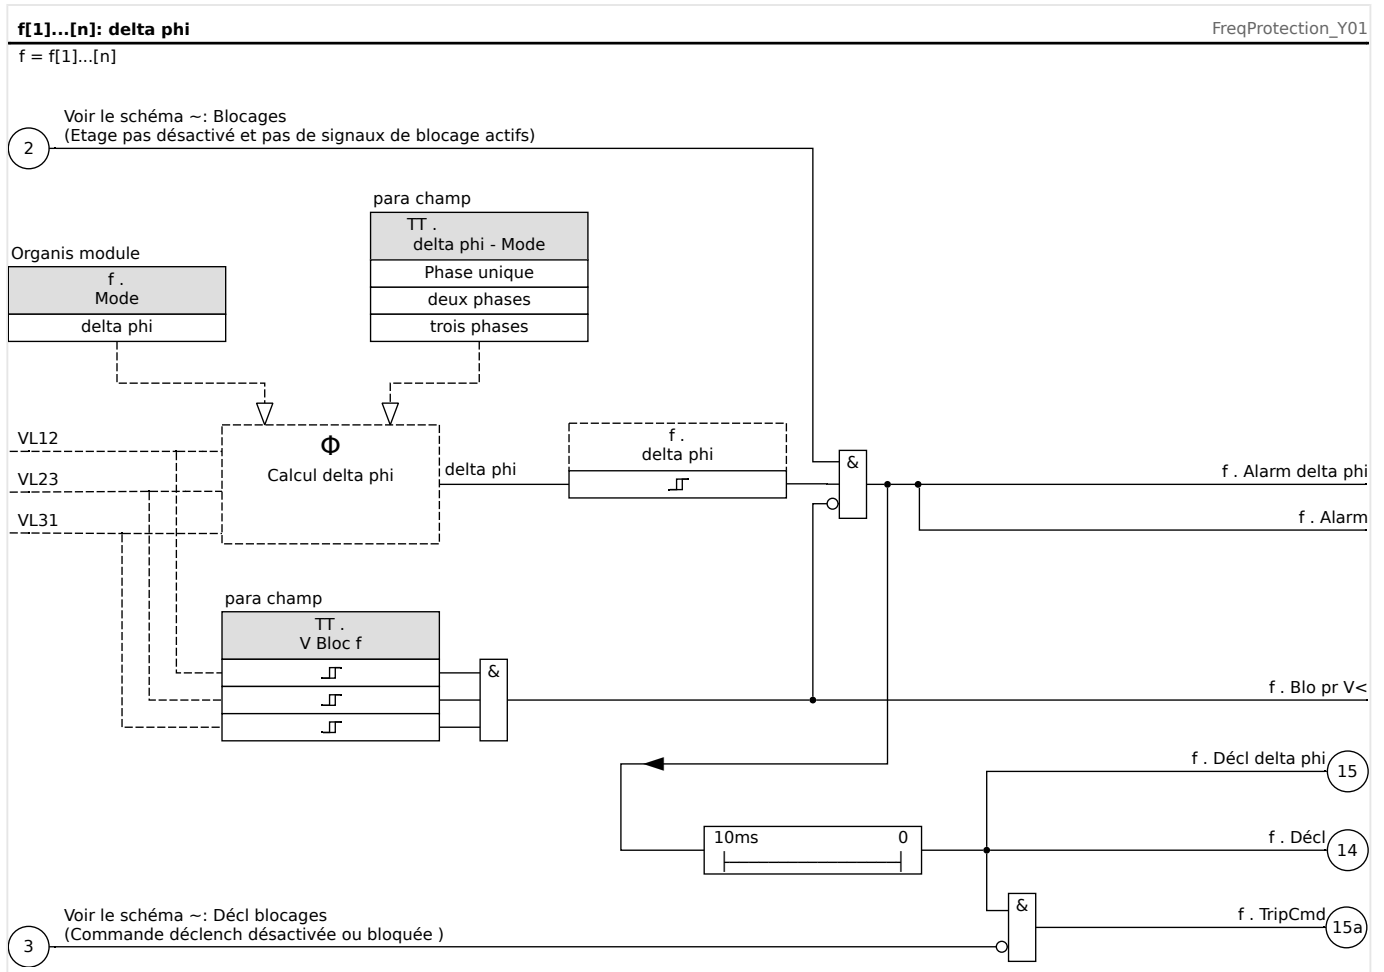 f[1]...[n]: delta phi
FreqProtection_Y01
f = f[1]...[n]
Voir le schéma ~: Blocages
(Etage pas désactivé et pas de signaux de blocage actifs)
2
para champ
TT .
delta phi - Mode
Phase unique
deux phases
trois phases
Organis module
f .
Mode
delta phi
VL12
VL23
VL31
Φ
Calcul delta phi
delta phi
f .
delta phi
&
f . Alarm delta phi
f . Alarm
para champ
TT .
V Bloc f
&
f . Blo pr V<
f . Décl delta phi
15
10ms 0
f . Décl
14
Voir le schéma ~: Décl blocages
(Commande déclench désactivée ou bloquée )
3
&
f . TripCmd
15a